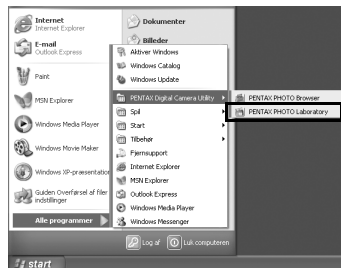 Internet
Internet Explorer
E-mail
Outlook Express
Paint
MSN Explorer
Windows Media Player
Windows Movie Maker
Windows XP-præsentation
Guiden Overførsel af filer
indstillinger
Alle programmer
Dokumenter
Billeder
Aktiver Windows
Windows Catalog
Windows Update
PENTAX Digital Camera Utility
Spil
Start
Tilbehør
Fjernsupport
Internet Explorer
MSN Explorer
Outlook Express
Windows Media Player
Windows Messenger
PENTAX PHOTO Browser
PENTAX PHOTO Laboratory
Log af
Luk computeren
start